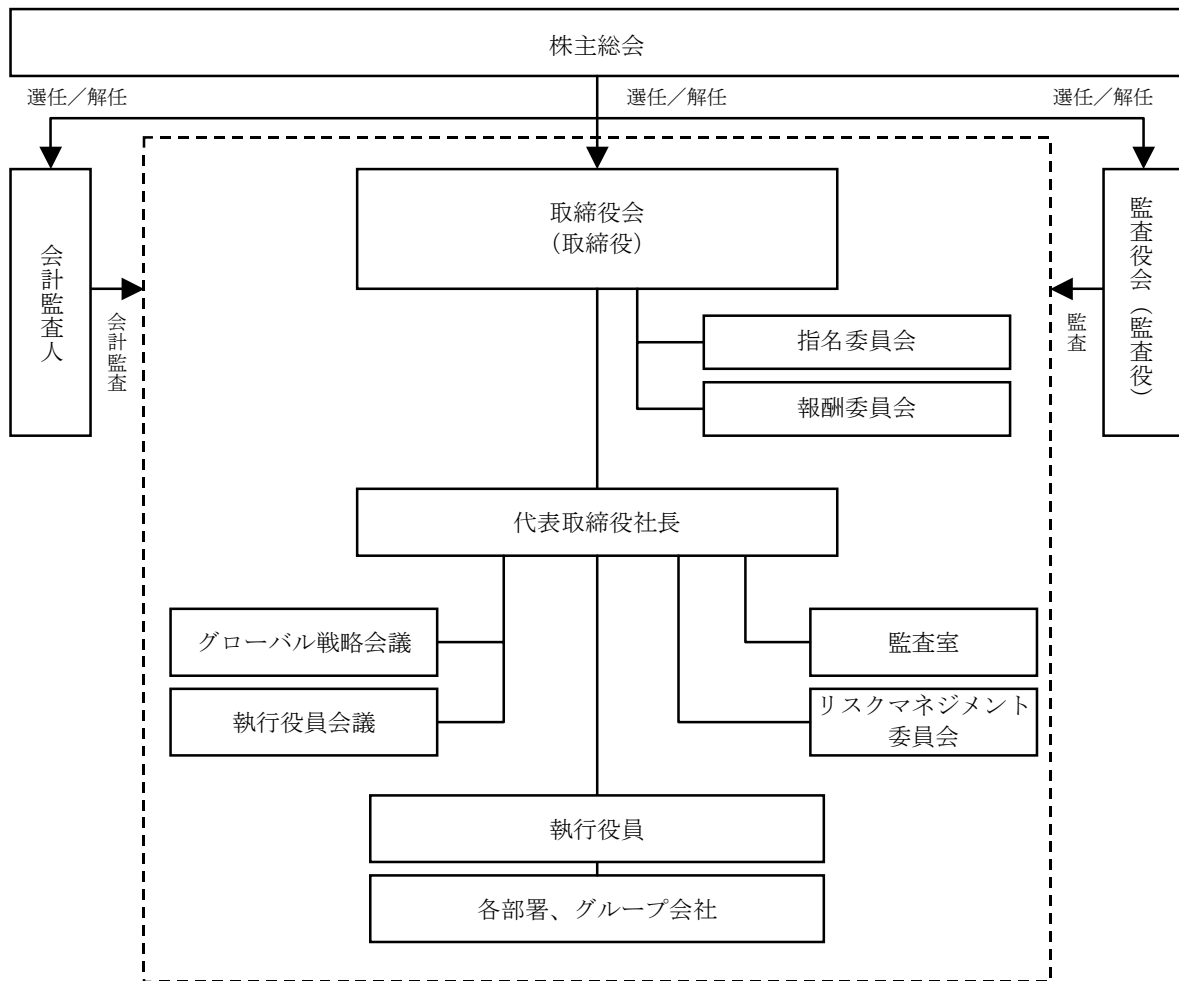 株主総会
選任／解任
選任／解任
選任／解任
会計監査人
会計監査
取締役会
（取締役）
監査
監査役会（監査役）
指名委員会
報酬委員会
代表取締役社長
グローバル戦略会議
執行役員会議
監査室
リスクマネジメント
委員会
執行役員
各部署、グループ会社